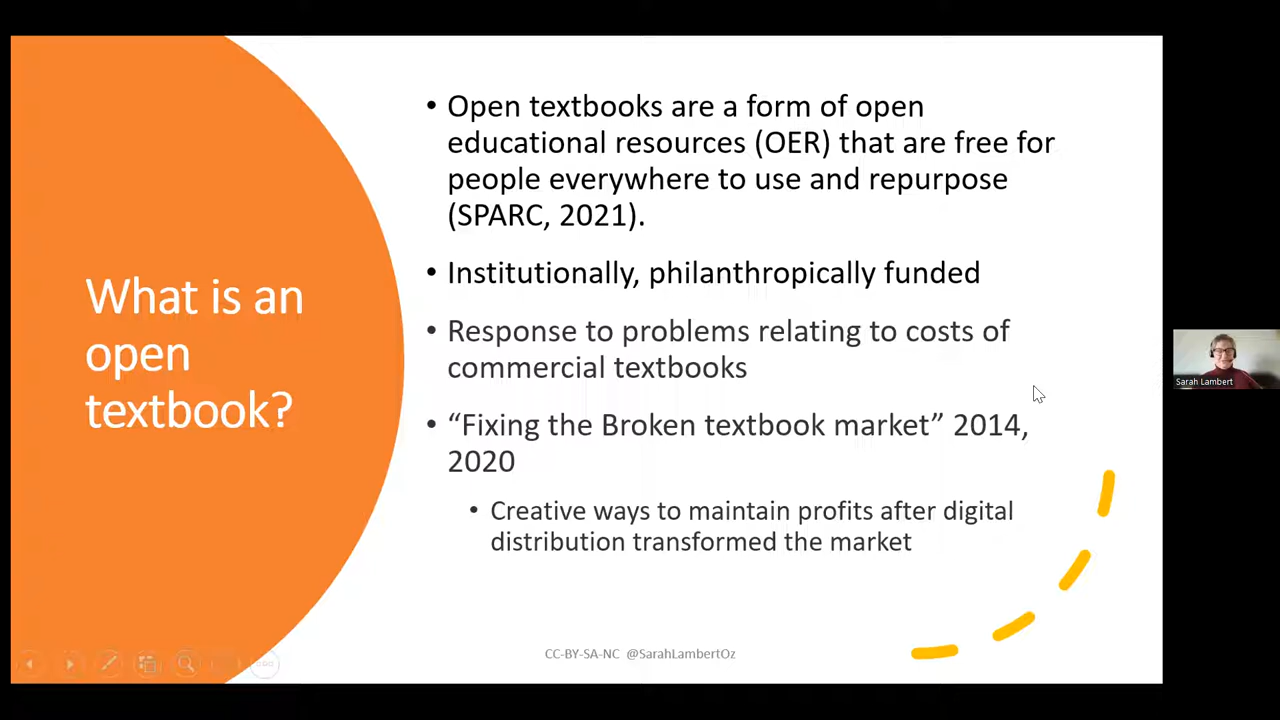 What is an
open
textbook?
• Open textbooks are a form of open
educational resources (OER) that are free for
people everywhere to use and repurpose
(SPARC, 2021).
• Institutionally, philanthropically funded
• Response to problems relating to costs of
commercial textbooks
• “Fixing the Broken textbook market” 2014,
2020
• Creative ways to maintain profits after digital
distribution transformed the market
CC-BY-SA-NC @SarahLambertOz
Sarah Lambert